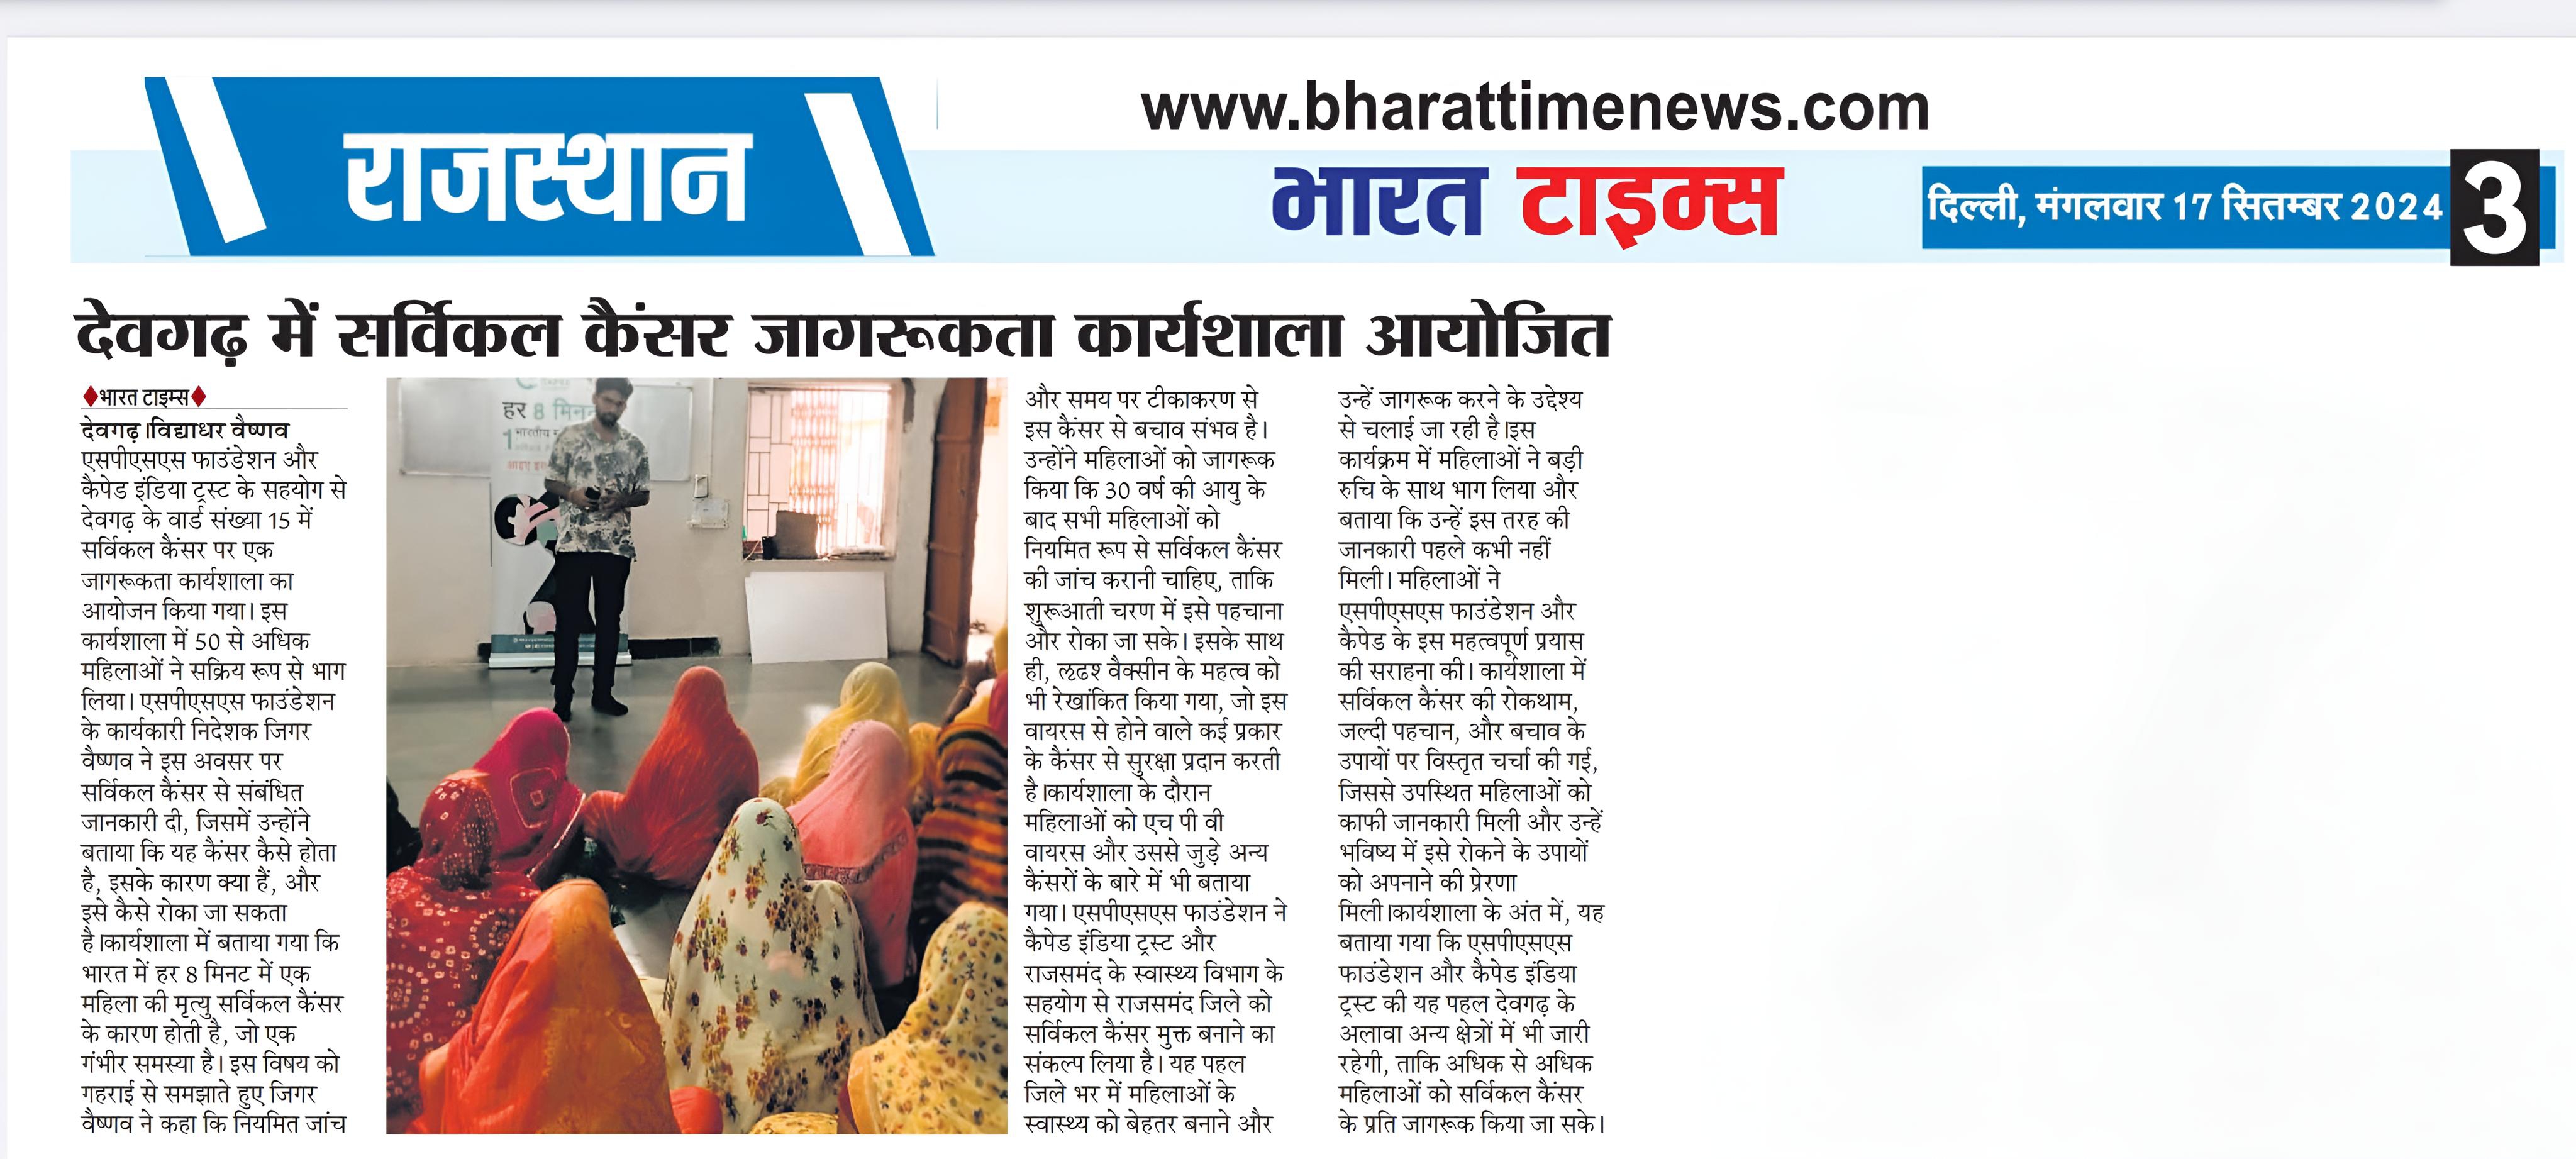 राजस्थान
www.bharattimenews.com
भारत टाइम्स
दिल्ली, मंगलवार 17 सितम्बर 2024
3
देवगढ़ में सर्विकल कैंसर जागरूकता कार्यशाला आयोजित
♦भारत टाइम्स♦
देवगढ़।विद्याधर वैष्णव
एसपीएसएस फाउंडेशन और
कैपेड इंडिया ट्रस्ट के सहयोग से
देवगढ़ के वार्ड संख्या 15 में
सर्विकल कैंसर पर एक
जागरूकता कार्यशाला का
आयोजन किया गया। इस
कार्यशाला में 50 से अधिक
महिलाओं ने सक्रिय रूप से भाग
लिया। एसपीएसएस फाउंडेशन
के कार्यकारी निदेशक जिगर
वैष्णव ने इस अवसर पर
सर्विकल कैंसर से संबंधित
जानकारी दी, जिसमें उन्होंने
बताया कि यह कैंसर कैसे होता
है, इसके कारण क्या हैं, और
इसे कैसे रोका जा सकता
है।कार्यशाला में बताया गया कि
भारत में हर 8 मिनट में एक
महिला की मृत्यु सर्विकल कैंसर
के कारण होती है, जो एक
गंभीर समस्या है। इस विषय को
गहराई से समझाते हुए जिगर
वैष्णव ने कहा कि नियमित जांच
हर 8 मिन
1 भारतीय
और समय पर टीकाकरण से
इस कैंसर से बचाव संभव है।
उन्होंने महिलाओं को जागरूक
किया कि 30 वर्ष की आयु के
बाद सभी महिलाओं को
नियमित रूप से सर्विकल कैंसर
की जांच करानी चाहिए, ताकि
शुरूआती चरण में इसे पहचाना
और रोका जा सके। इसके साथ
ही, ऌढश वैक्सीन के महत्व को
भी रेखांकित किया गया, जो इस
वायरस से होने वाले कई प्रकार
के कैंसर से सुरक्षा प्रदान करती
है।कार्यशाला के दौरान
महिलाओं को एच पी वी
वायरस और उससे जुड़े अन्य
कैंसरों के बारे में भी बताया
गया। एसपीएसएस फाउंडेशन ने
कैपेड इंडिया ट्रस्ट और
राजसमंद के स्वास्थ्य विभाग के
सहयोग से राजसमंद जिले को
सर्विकल कैंसर मुक्त बनाने का
संकल्प लिया है। यह पहल
जिले भर में महिलाओं के
स्वास्थ्य को बेहतर बनाने और
उन्हें जागरूक करने के उद्देश्य
से चलाई जा रही है।इस
कार्यक्रम में महिलाओं ने बड़ी
रुचि के साथ भाग लिया और
बताया कि उन्हें इस तरह की
जानकारी पहले कभी नहीं
मिली। महिलाओं ने
एसपीएसएस फाउंडेशन और
कैपेड के इस महत्वपूर्ण प्रयास
की सराहना की। कार्यशाला में
सर्विकल कैंसर की रोकथाम,
जल्दी पहचान, और बचाव के
उपायों पर विस्तृत चर्चा की गई,
जिससे उपस्थित महिलाओं को
काफी जानकारी मिली और उन्हें
भविष्य में इसे रोकने के उपायों
को अपनाने की प्रेरणा
मिली।कार्यशाला के अंत में, यह
बताया गया कि एसपीएसएस
फाउंडेशन और कैपेड इंडिया
ट्रस्ट की यह पहल देवगढ़ के
अलावा अन्य क्षेत्रों में भी जारी
रहेगी, ताकि अधिक से अधिक
महिलाओं को सर्विकल कैंसर
के प्रति जागरूक किया जा सके।